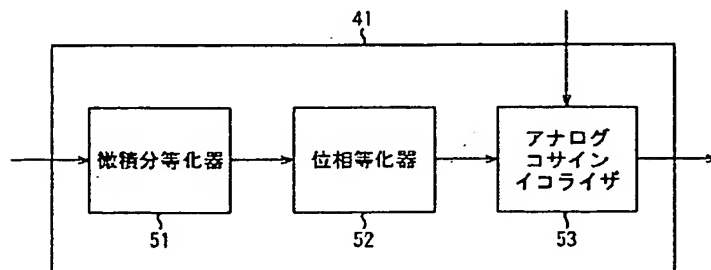 41
微積分等化器
位相等化器
アナログ
コサイン
イコライザ
51
52
53